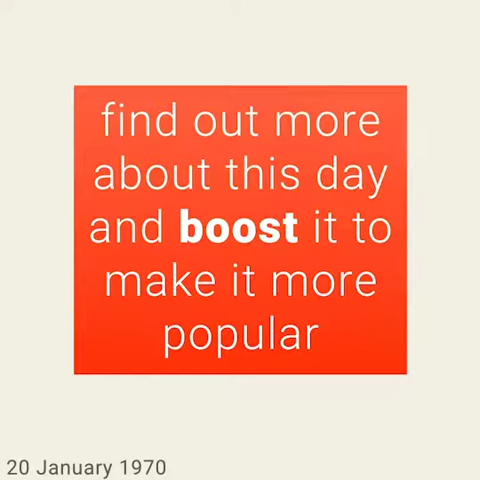 find out more
about this day
and boost it to
make it more
popular
20 January 1970